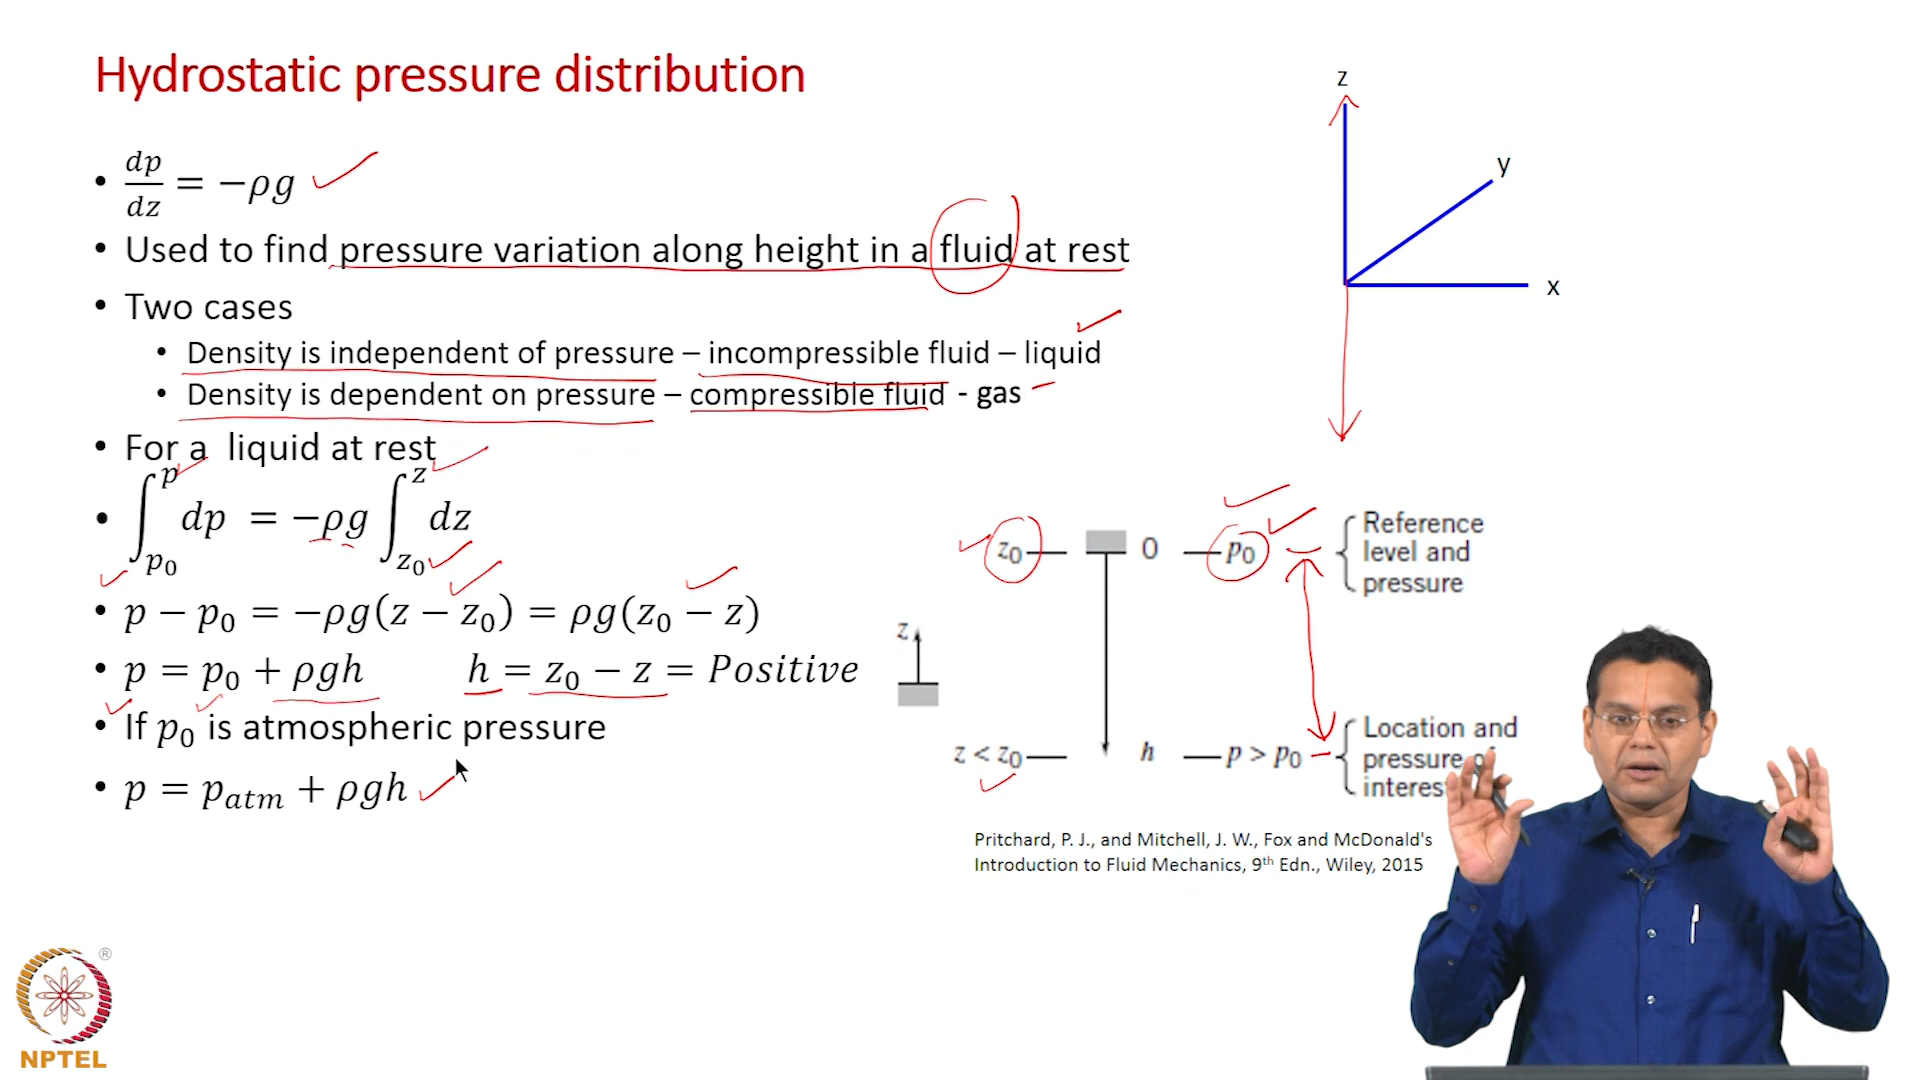 Hydrostatic pressure distribution
• dp/dz = −ρg
• Used to find pressure variation along height in a fluid at rest
• Two cases
• Density is independent of pressure – incompressible fluid – liquid
• Density is dependent on pressure – compressible fluid - gas
• For a liquid at rest
• ∫_{p₀}^{p} dp = −ρg ∫_{z₀}^{z} dz
• p − p₀ = −ρg(z − z₀) = ρg(z₀ − z)
• p = p₀ + ρgh h = z₀ − z = Positive
• If p₀ is atmospheric pressure
• p = pₐₜₘ + ρgh
z
y
x
z₀ 0 p₀
Reference
level and
pressure
z
z < z₀ h p > p₀
Location and
pressure of
interest
Pritchard, P. J., and Mitchell, J. W., Fox and McDonald's
Introduction to Fluid Mechanics, 9th Edn., Wiley, 2015
®
NPTEL